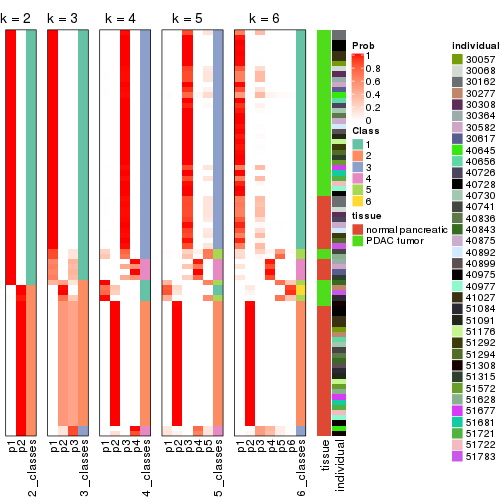 k = 2
k = 3
k = 4
k = 5
k = 6
p1
p2
2_classes
p1
p2
p3
3_classes
p1
p2
p3
p4
4_classes
p1
p2
p3
p4
p5
5_classes
p1
p2
p3
p4
p5
p6
6_classes
tissue
individual
Prob
1
0.8
0.6
0.4
0.2
0
Class
1
2
3
4
5
6
tissue
normal pancreatic
PDAC tumor
individual
30057
30068
30162
30277
30308
30364
30582
30617
40645
40656
40726
40728
40730
40741
40836
40843
40875
40892
40899
40975
40977
41027
51084
51091
51176
51292
51294
51308
51315
51572
51628
51677
51681
51721
51722
51783